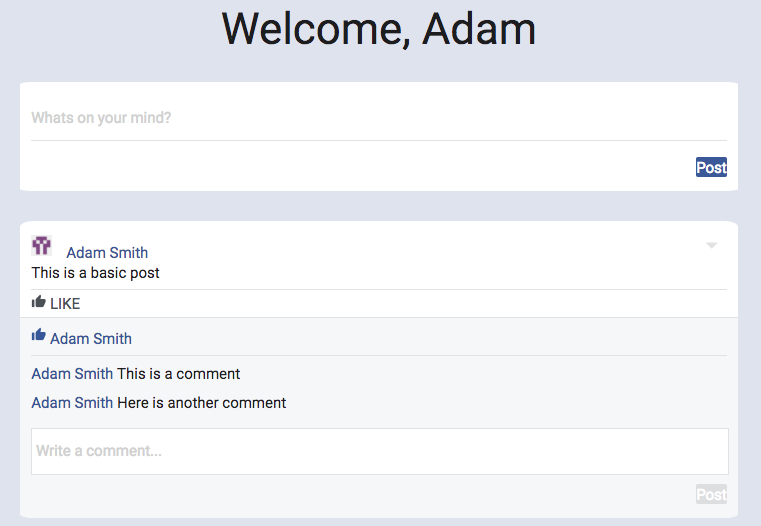 Welcome, Adam
Whats on your mind?
Post
Adam Smith
This is a basic post
LIKE
Adam Smith
Adam Smith This is a comment
Adam Smith Here is another comment
Write a comment...
Post